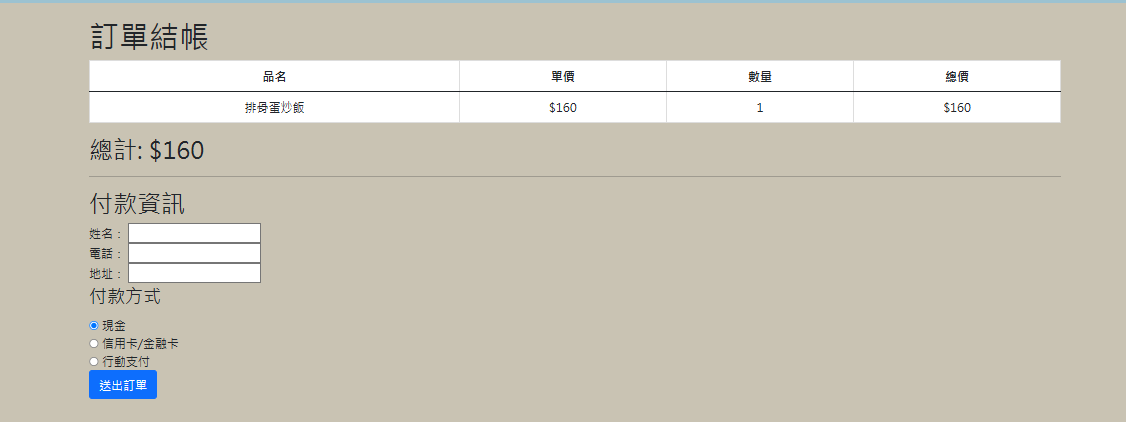 訂單結帳
品名 單價 數量 總價
排骨蛋炒飯 $160 1 $160
總計: $160
付款資訊
姓名：
電話：
地址：
付款方式
現金
信用卡/金融卡
行動支付
送出訂單